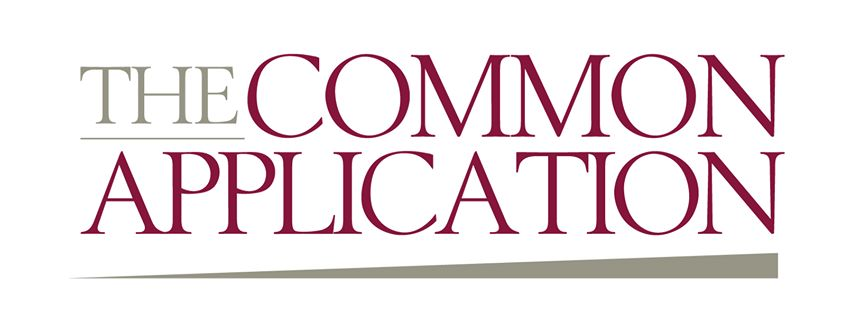 THE COMMON
APPLICATION